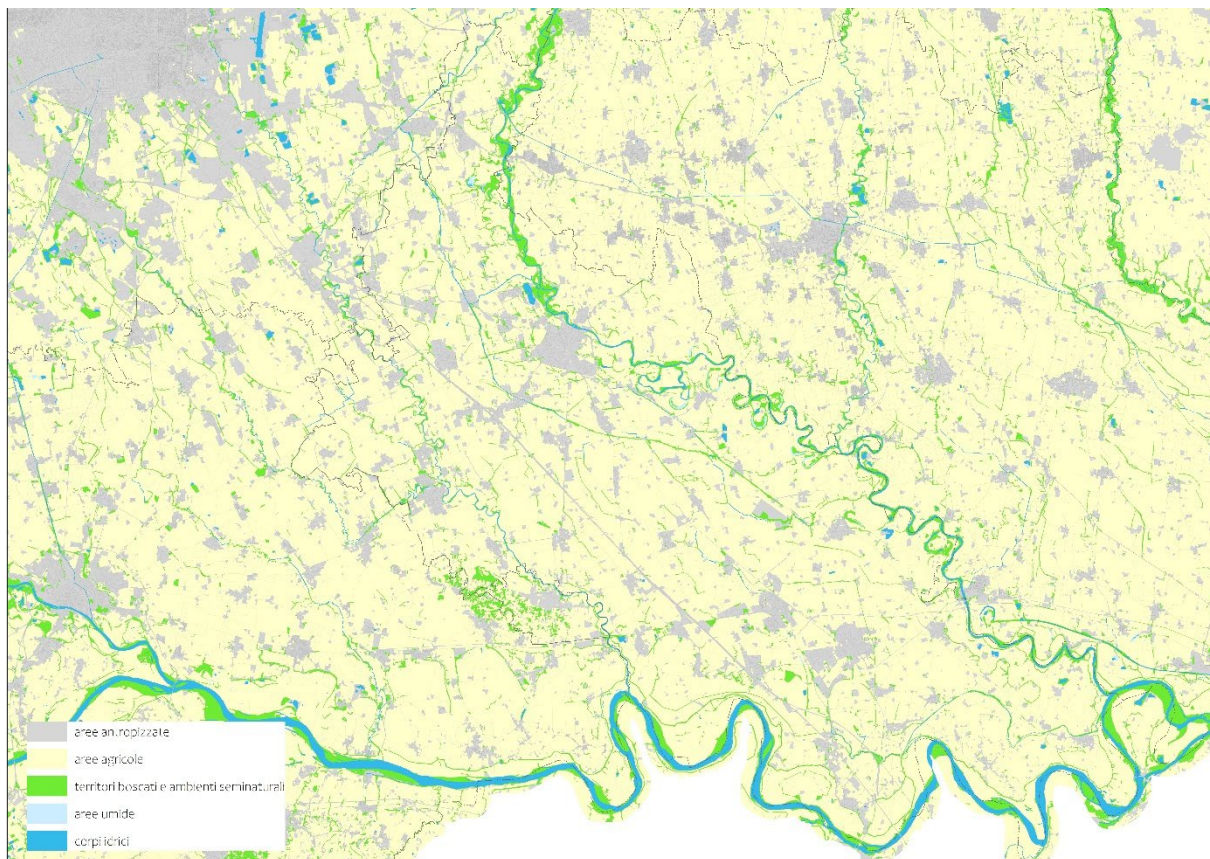 aree antropizzate
aree agricole
territori boscati e ambienti seminaturali
aree umide
corpi idrici